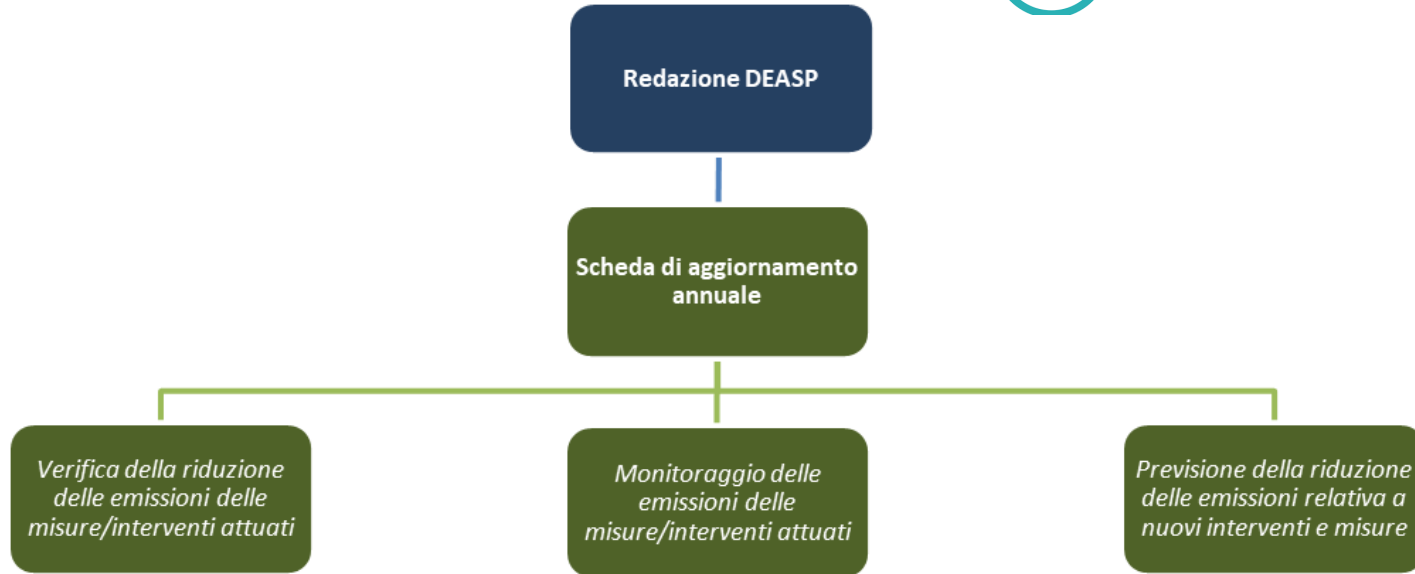 Redazione DEASP
Scheda di aggiornamento
annuale
Verifica della riduzione
delle emissioni delle
misure/interventi attuati
Monitoraggio delle
emissioni delle
misure/interventi attuati
Previsione della riduzione
delle emissioni relativa a
nuovi interventi e misure